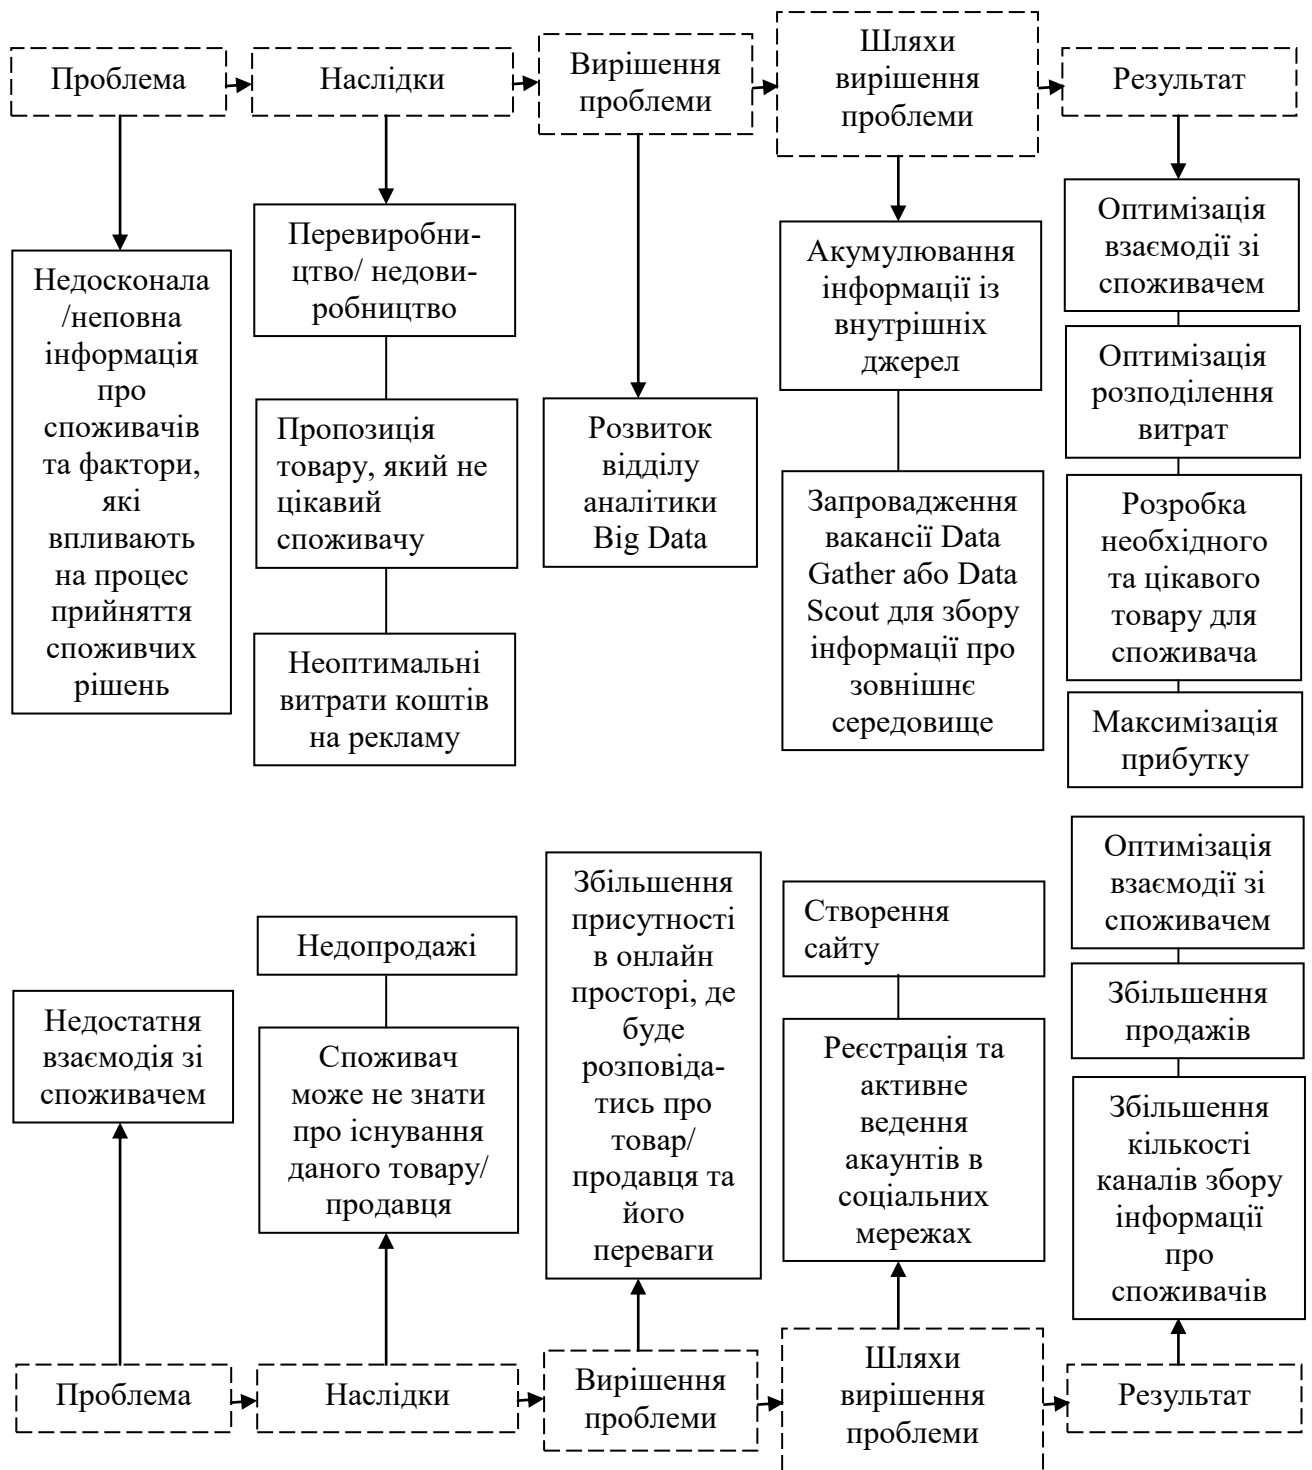 Проблема
Наслідки
Вирішення
проблеми
Шляхи
вирішення
проблеми
Результат
Недосконала
/неповна
інформація
про
споживачів
та фактори,
які
впливають
на процес
прийняття
споживчих
рішень
Перевиробни-
цтво/ недови-
робництво
Пропозиція
товару, який не
цікавий
споживачу
Неоптимальні
витрати коштів
на рекламу
Розвиток
відділу
аналітики
Big Data
Акумулювання
інформації із
внутрішніх
джерел
Запровадження
вакансії Data
Gather або Data
Scout для збору
інформації про
зовнішнє
середовище
Оптимізація
взаємодії зі
споживачем
Оптимізація
розподілення
витрат
Розробка
необхідного
та цікавого
товару для
споживача
Максимізація
прибутку
Недостатня
взаємодія зі
споживачем
Недопродажі
Споживач
може не знати
про існування
даного товару/
продавця
Збільшення
присутності
в онлайн
просторі, де
буде
розповіда-
тись про
товар/
продавця та
його
переваги
Створення
сайту
Реєстрація та
активне
ведення
акаунтів в
соціальних
мережах
Оптимізація
взаємодії зі
споживачем
Збільшення
продажів
Збільшення
кількості
каналів збору
інформації
про
споживачів
Проблема
Наслідки
Вирішення
проблеми
Шляхи
вирішення
проблеми
Результат